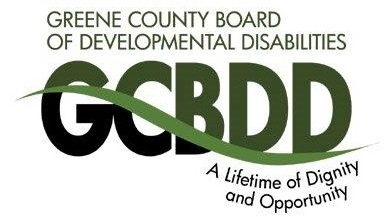 GREENE COUNTY BOARD
OF DEVELOPMENTAL DISABILITIES
GCBDD
A Lifetime of Dignity
and Opportunity